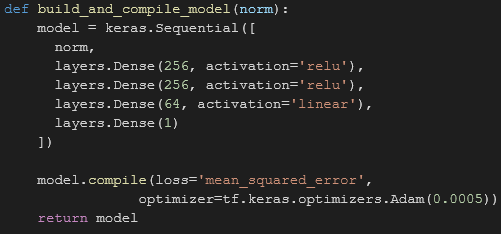 def build_and_compile_model(norm):
    model = keras.Sequential([
      norm,
      layers.Dense(256, activation='relu'),
      layers.Dense(256, activation='relu'),
      layers.Dense(64, activation='linear'),
      layers.Dense(1)
    ])

    model.compile(loss='mean_squared_error',
                optimizer=tf.keras.optimizers.Adam(0.0005))
    return model